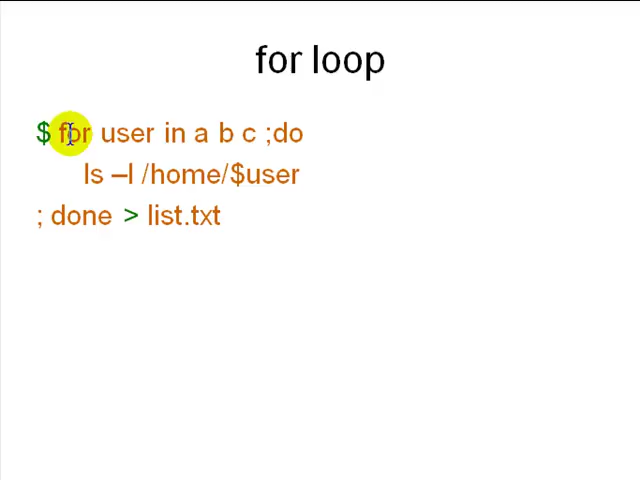 for loop
$ for user in a b c ;do
ls –l /home/$user
; done > list.txt